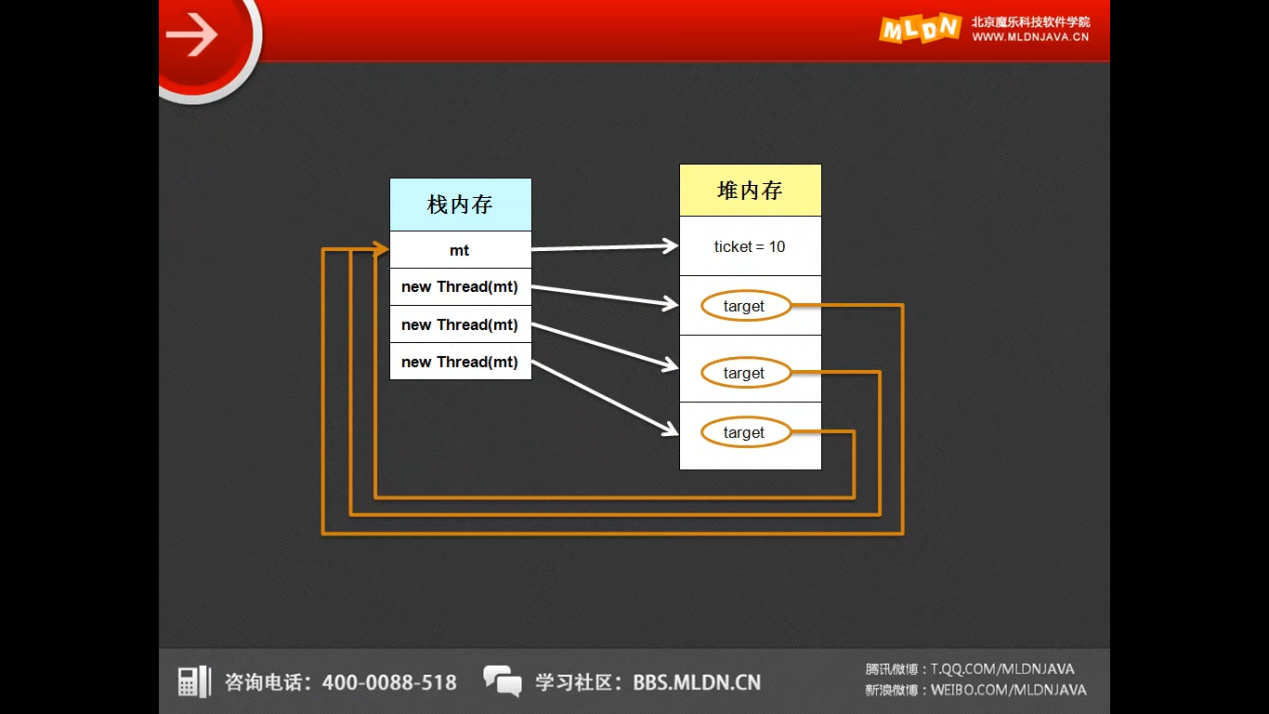 MLDN
北京魔乐科技软件学院
WWW.MLDNJAVA.CN
栈内存
mt
new Thread(mt)
new Thread(mt)
new Thread(mt)
堆内存
ticket = 10
target
target
target
咨询电话：400-0088-518
学习社区：BBS.MLDN.CN
腾讯微博：T.QQ.COM/MLDNJAVA
新浪微博：WEIBO.COM/MLDNJAVA